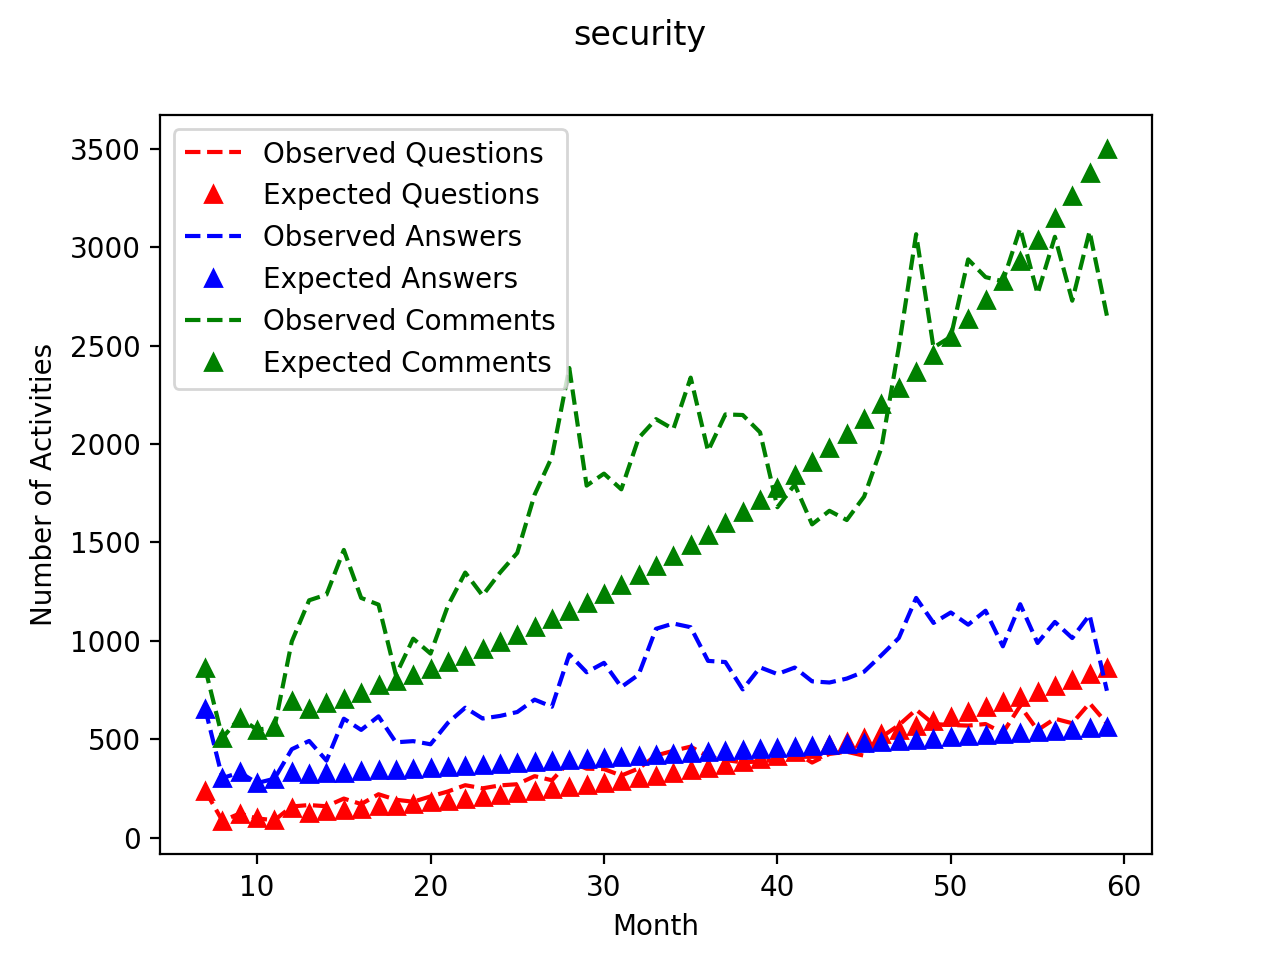 security
3500
3000
2500
2000
1500
1000
500
0
Number of Activities
Observed Questions
Expected Questions
Observed Answers
Expected Answers
Observed Comments
Expected Comments
10 20 30 40 50 60
Month